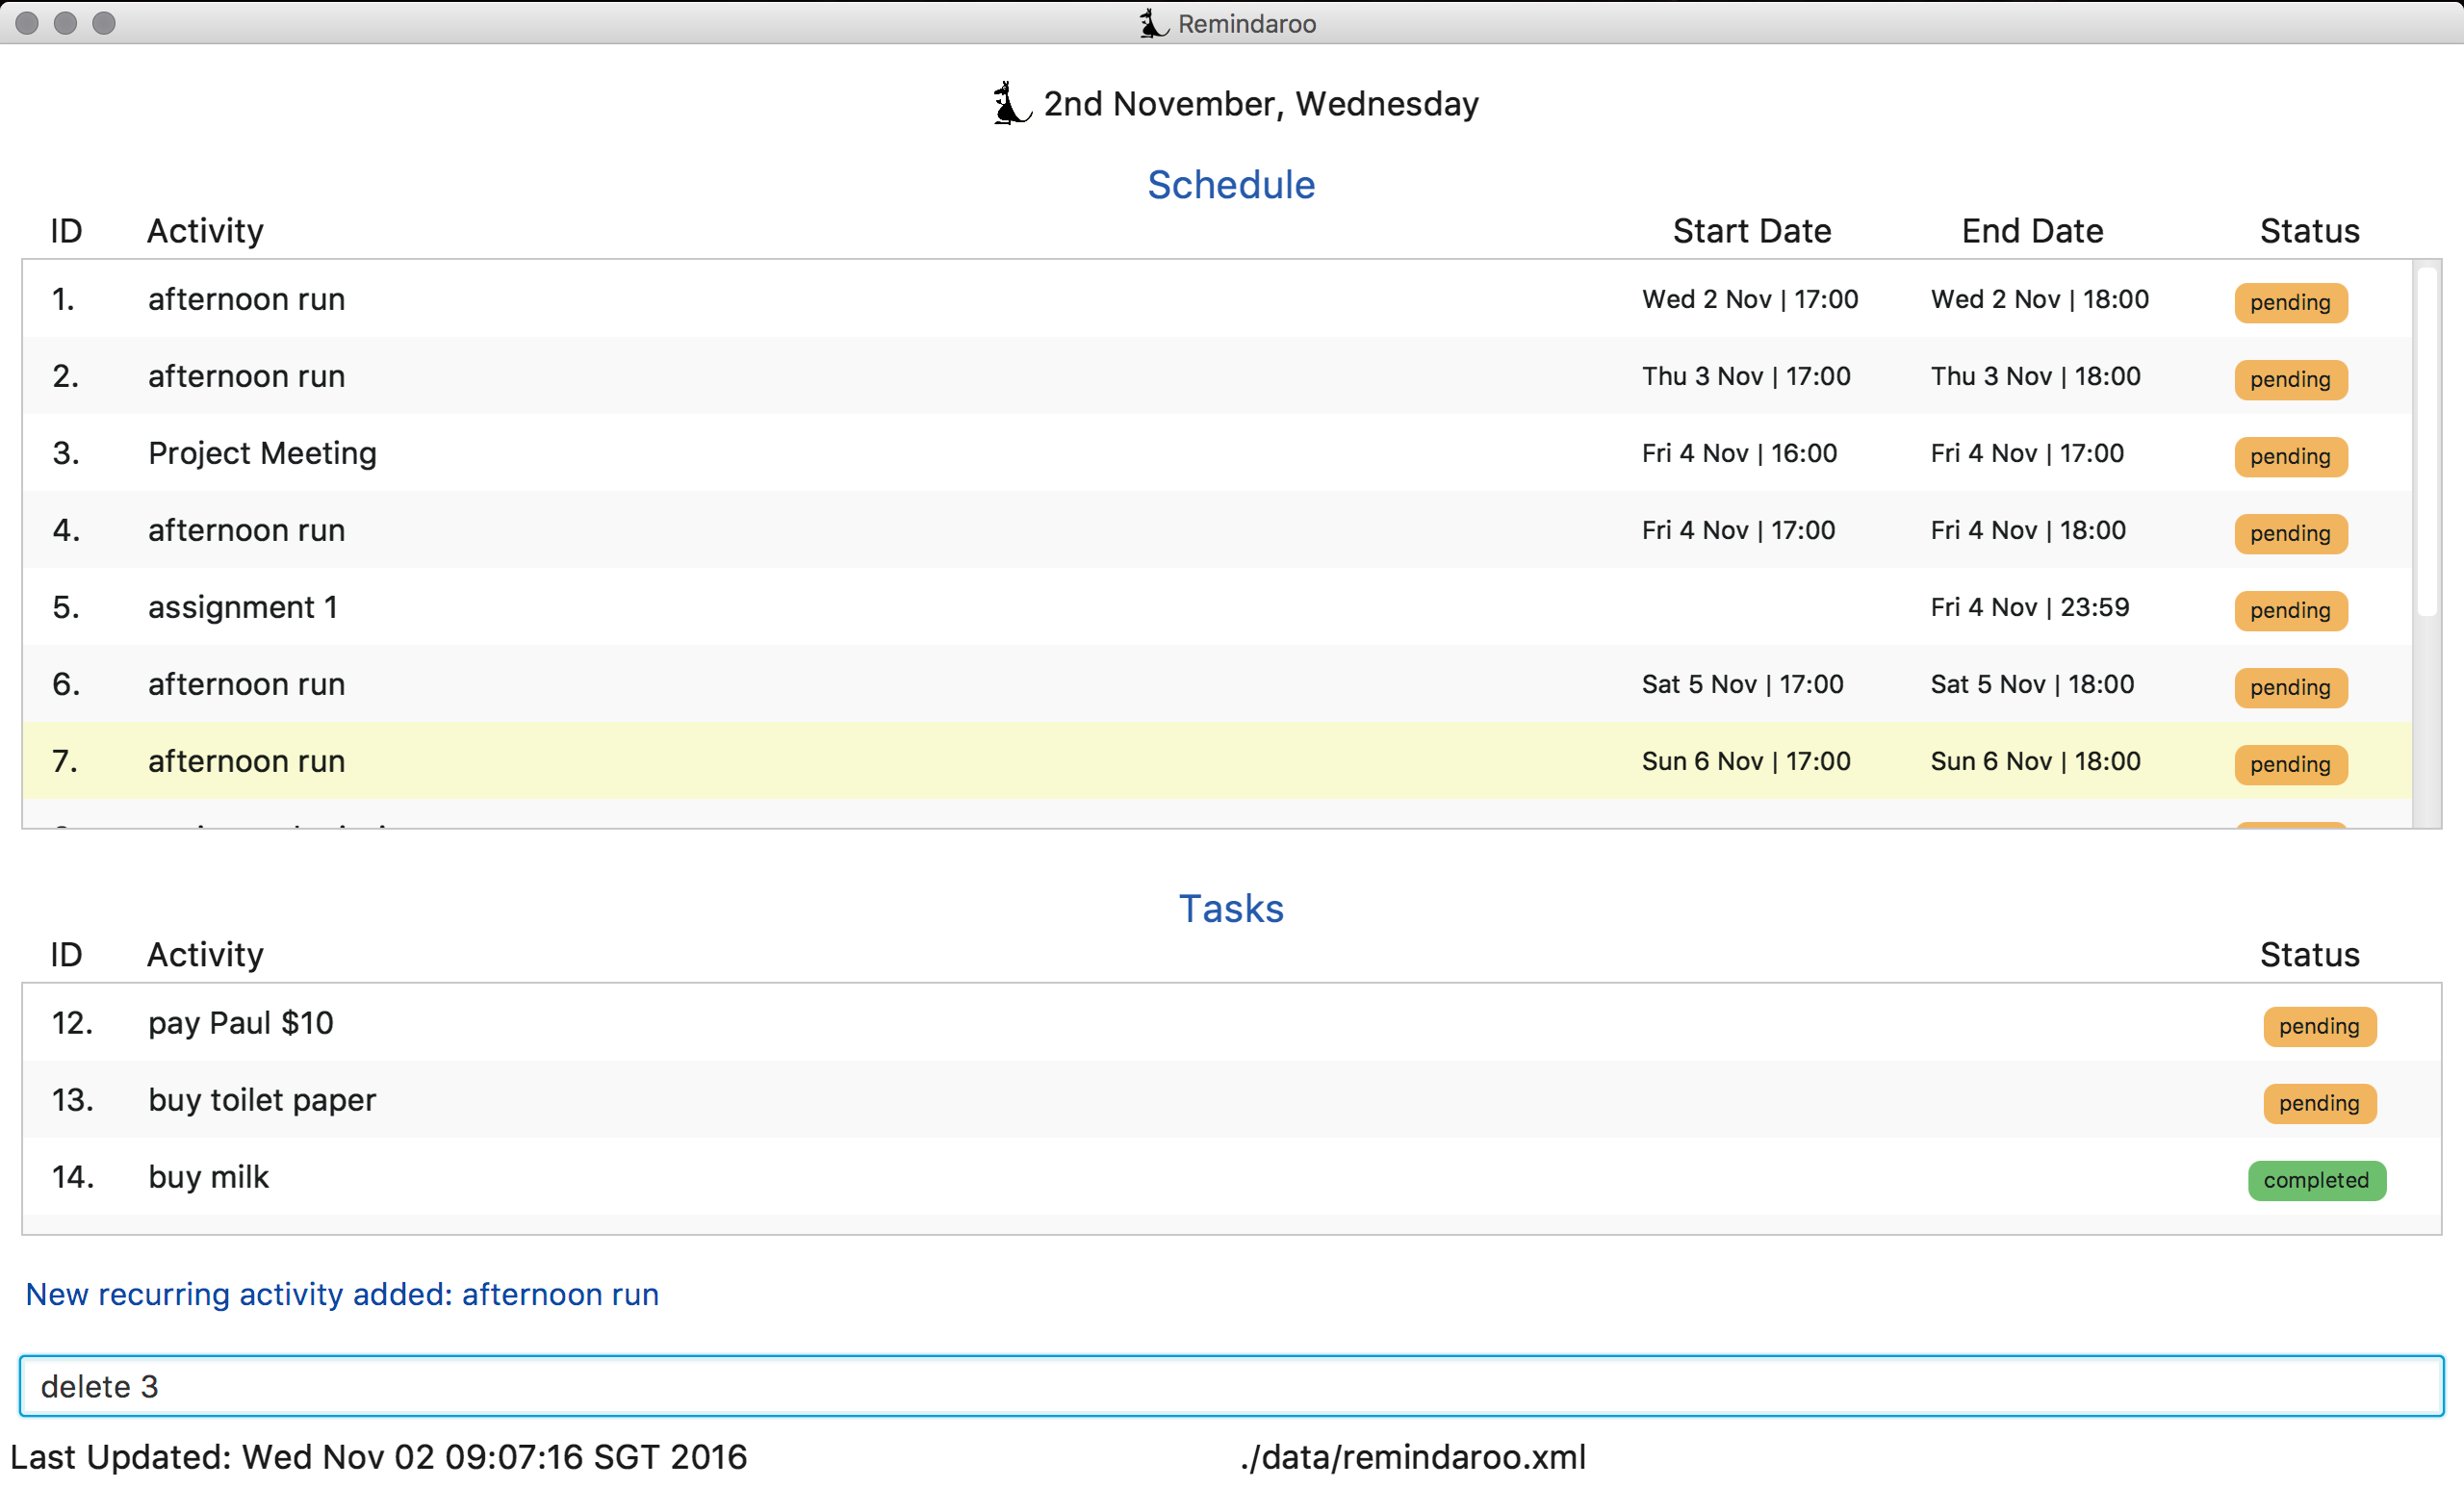 Remindaroo
2nd November, Wednesday
Schedule
ID Activity Start Date End Date Status
1. afternoon run Wed 2 Nov | 17:00 Wed 2 Nov | 18:00 pending
2. afternoon run Thu 3 Nov | 17:00 Thu 3 Nov | 18:00 pending
3. Project Meeting Fri 4 Nov | 16:00 Fri 4 Nov | 17:00 pending
4. afternoon run Fri 4 Nov | 17:00 Fri 4 Nov | 18:00 pending
5. assignment 1 Fri 4 Nov | 23:59 pending
6. afternoon run Sat 5 Nov | 17:00 Sat 5 Nov | 18:00 pending
7. afternoon run Sun 6 Nov | 17:00 Sun 6 Nov | 18:00 pending
Tasks
ID Activity Status
12. pay Paul $10 pending
13. buy toilet paper pending
14. buy milk completed
New recurring activity added: afternoon run
delete 3
Last Updated: Wed Nov 02 09:07:16 SGT 2016 ./data/remindaroo.xml